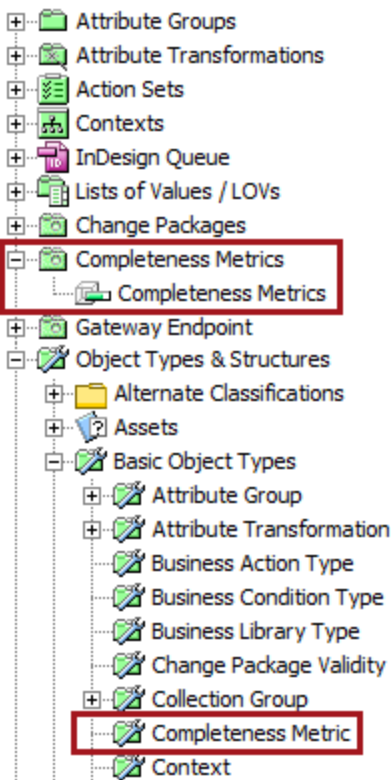 Attribute Groups
Attribute Transformations
Action Sets
Contexts
InDesign Queue
Lists of Values / LOVs
Change Packages
Completeness Metrics
Completeness Metrics
Gateway Endpoint
Object Types & Structures
Alternate Classifications
Assets
Basic Object Types
Attribute Group
Attribute Transformation
Business Action Type
Business Condition Type
Business Library Type
Change Package Validity
Collection Group
Completeness Metric
Context